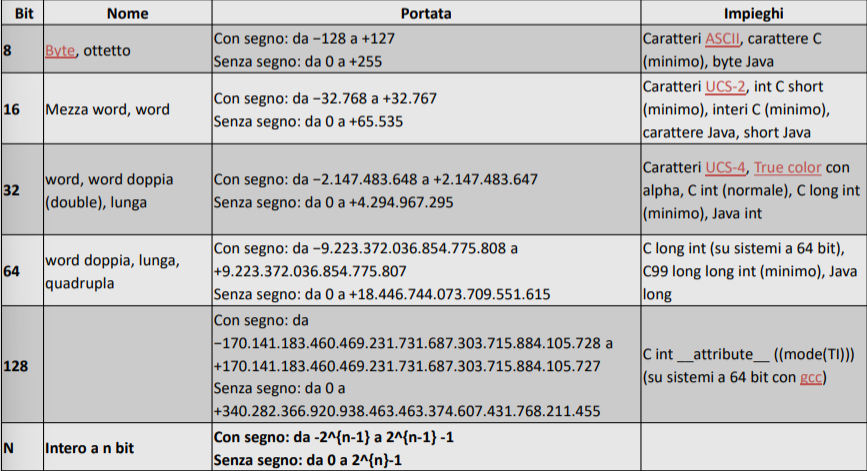 Bit Nome Portata Impieghi
8 Byte, ottetto Con segno: da −128 a +127
Senza segno: da 0 a +255
Caratteri ASCII, carattere C
(minimo), byte Java
16 Mezza word, word Con segno: da −32.768 a +32.767
Senza segno: da 0 a +65.535
Caratteri UCS-2, int C short
(minimo), interi C (minimo),
carattere Java, short Java
32 word, word doppia
(double), lunga
Con segno: da −2.147.483.648 a +2.147.483.647
Senza segno: da 0 a +4.294.967.295
Caratteri UCS-4, True color con
alpha, C int (normale), C long int
(minimo), Java int
64 word doppia, lunga,
quadrupla
Con segno: da −9.223.372.036.854.775.808 a
+9.223.372.036.854.775.807
Senza segno: da 0 a +18.446.744.073.709.551.615
C long int (su sistemi a 64 bit),
C99 long long int (minimo), Java
long
128 Con segno: da
−170.141.183.460.469.231.731.687.303.715.884.105.728 a
+170.141.183.460.469.231.731.687.303.715.884.105.727
Senza segno: da 0 a
+340.282.366.920.938.463.463.374.607.431.768.211.455
C int __attribute__ ((mode(TI)))
(su sistemi a 64 bit con gcc)
N Intero a n bit Con segno: da -2^{n-1} a 2^{n-1} -1
Senza segno: da 0 a 2^{n}-1